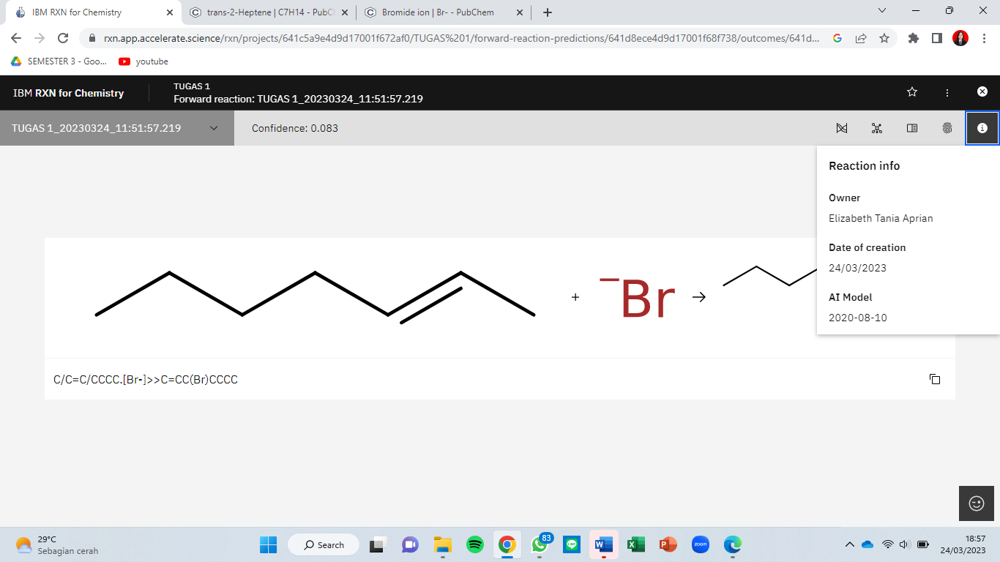 IBM RXN for Chemistry
trans-2-Heptene | C7H14 - PubC
Bromide ion | Br- - PubChem
rxn.app.accelerate.science/rxn/projects/641c5a9e4d9d17001f672af0/TUGAS%201/forward-reaction-predictions/641d8ece4d9d17001f68f738/outcomes/641d...
SEMESTER 3 - Goo...
youtube
IBM RXN for Chemistry
TUGAS 1
Forward reaction: TUGAS 1_20230324_11:51:57.219
TUGAS 1_20230324_11:51:57.219
Confidence: 0.083
Reaction info
Owner
Elizabeth Tania Aprian
Date of creation
24/03/2023
AI Model
2020-08-10
+
−Br
→
C/C=C/CCCC.[Br-]>>C=CC(Br)CCCC
29°C
Sebagian cerah
Search
83
LINE
zoom
18:57
24/03/2023